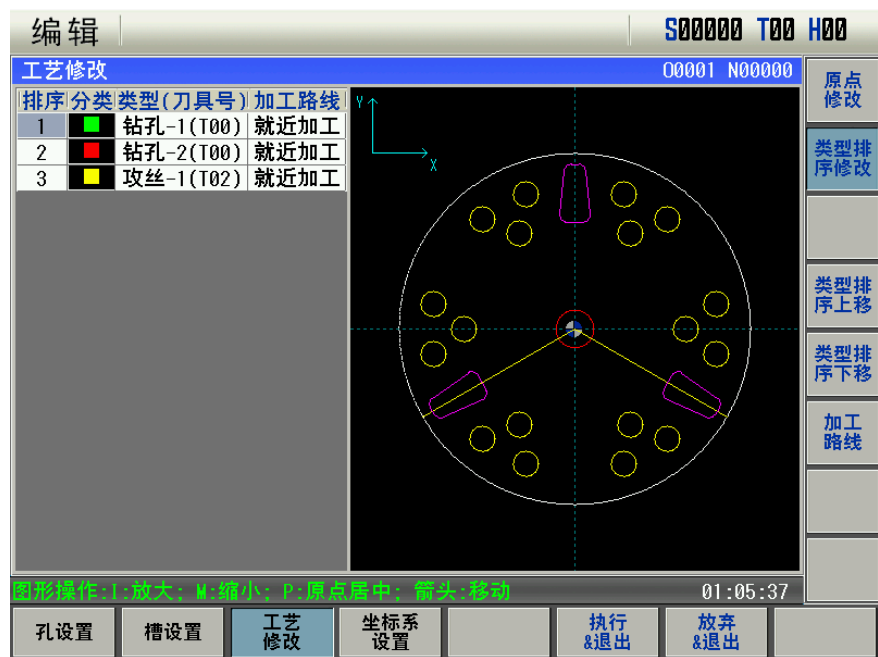 编辑
S00000 T00 H00
工艺修改
O0001 N00000
排序 分类 类型(刀具号) 加工路线
1 钻孔-1(T00) 就近加工
2 钻孔-2(T00) 就近加工
3 攻丝-1(T02) 就近加工
Y
X
原点
修改
类型排
序修改
类型排
序上移
类型排
序下移
加工
路线
图形操作:I:放大; M:缩小; P:原点居中; 箭头:移动
01:05:37
孔设置
槽设置
工艺
修改
坐标系
设置
执行
&退出
放弃
&退出